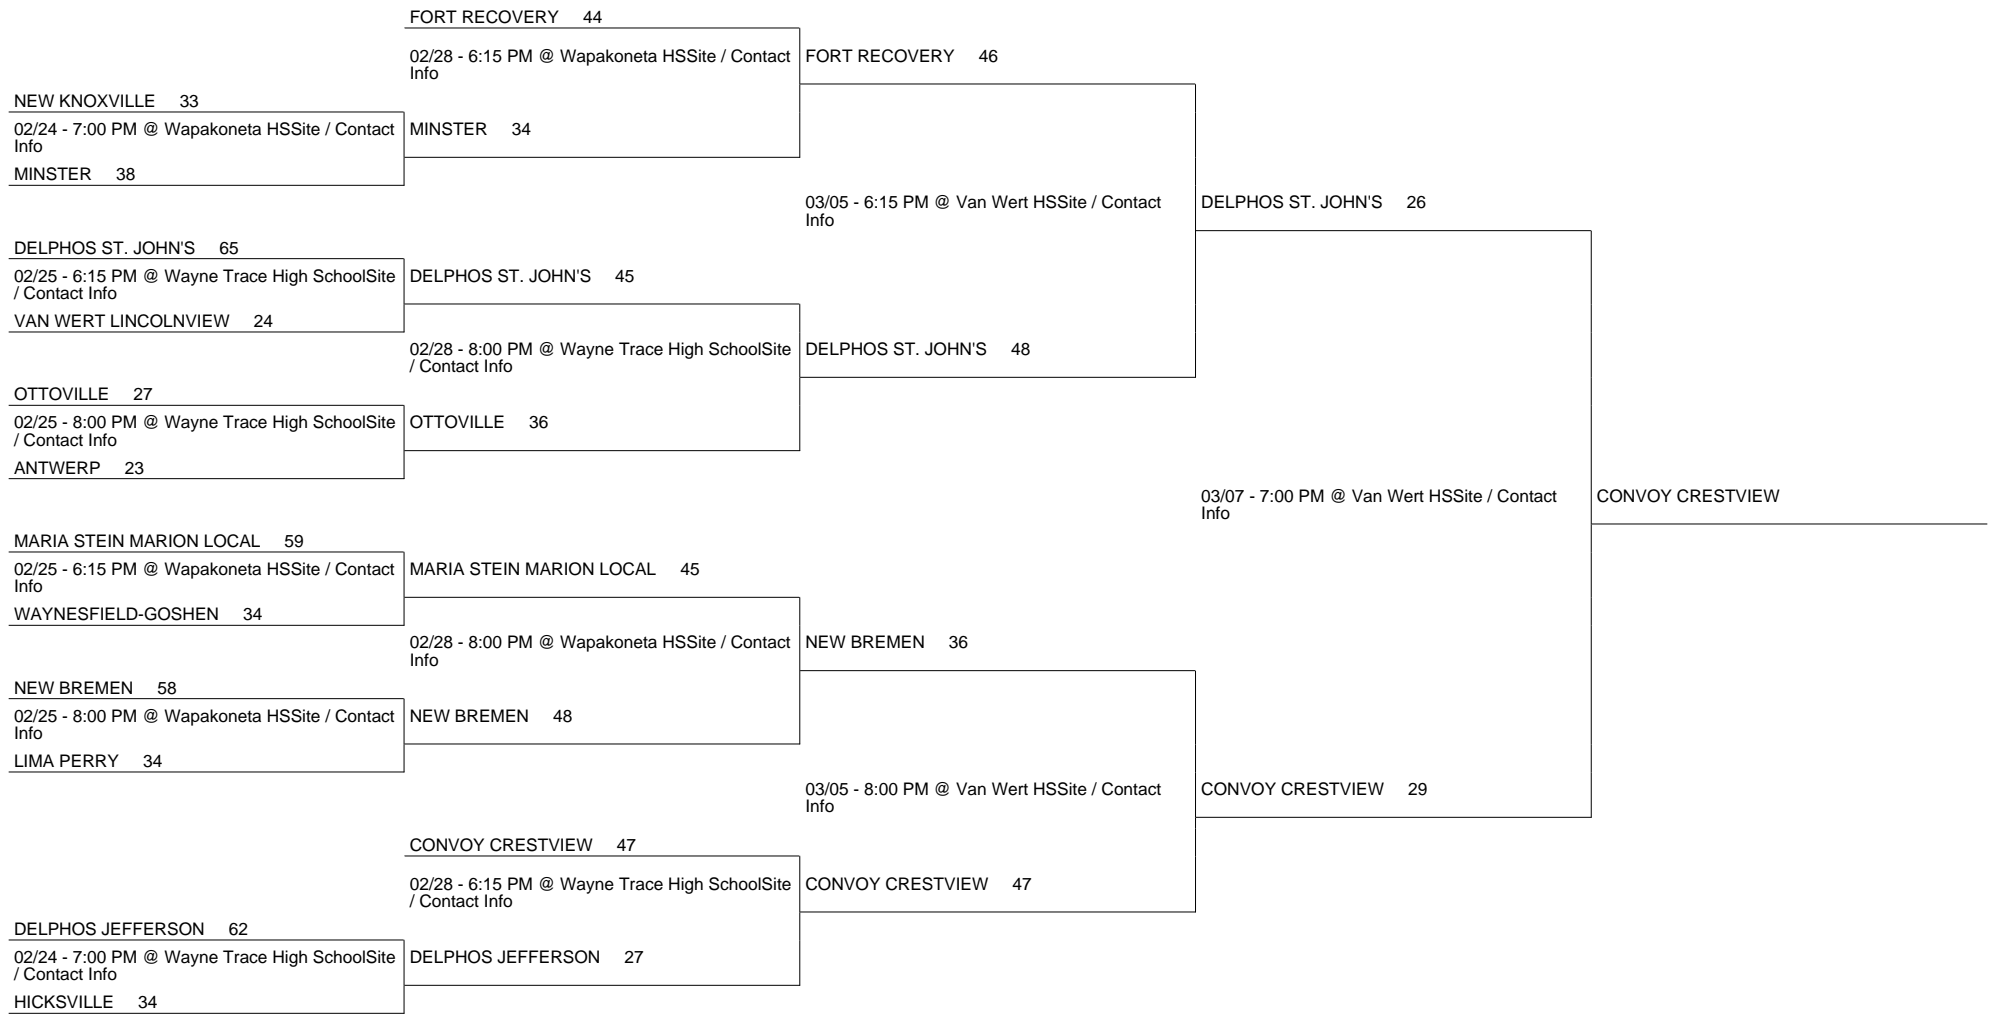 FORT RECOVERY 44
02/28 - 6:15 PM @ Wapakoneta HSSite / Contact
Info
FORT RECOVERY 46
NEW KNOXVILLE 33
02/24 - 7:00 PM @ Wapakoneta HSSite / Contact
Info
MINSTER 34
MINSTER 38
03/05 - 6:15 PM @ Van Wert HSSite / Contact
Info
DELPHOS ST. JOHN'S 26
DELPHOS ST. JOHN'S 65
02/25 - 6:15 PM @ Wayne Trace High SchoolSite
/ Contact Info
DELPHOS ST. JOHN'S 45
VAN WERT LINCOLNVIEW 24
02/28 - 8:00 PM @ Wayne Trace High SchoolSite
/ Contact Info
DELPHOS ST. JOHN'S 48
OTTOVILLE 27
02/25 - 8:00 PM @ Wayne Trace High SchoolSite
/ Contact Info
OTTOVILLE 36
ANTWERP 23
03/07 - 7:00 PM @ Van Wert HSSite / Contact
Info
CONVOY CRESTVIEW
MARIA STEIN MARION LOCAL 59
02/25 - 6:15 PM @ Wapakoneta HSSite / Contact
Info
MARIA STEIN MARION LOCAL 45
WAYNESFIELD-GOSHEN 34
02/28 - 8:00 PM @ Wapakoneta HSSite / Contact
Info
NEW BREMEN 36
NEW BREMEN 58
02/25 - 8:00 PM @ Wapakoneta HSSite / Contact
Info
NEW BREMEN 48
LIMA PERRY 34
03/05 - 8:00 PM @ Van Wert HSSite / Contact
Info
CONVOY CRESTVIEW 29
CONVOY CRESTVIEW 47
02/28 - 6:15 PM @ Wayne Trace High SchoolSite
/ Contact Info
CONVOY CRESTVIEW 47
DELPHOS JEFFERSON 62
02/24 - 7:00 PM @ Wayne Trace High SchoolSite
/ Contact Info
DELPHOS JEFFERSON 27
HICKSVILLE 34